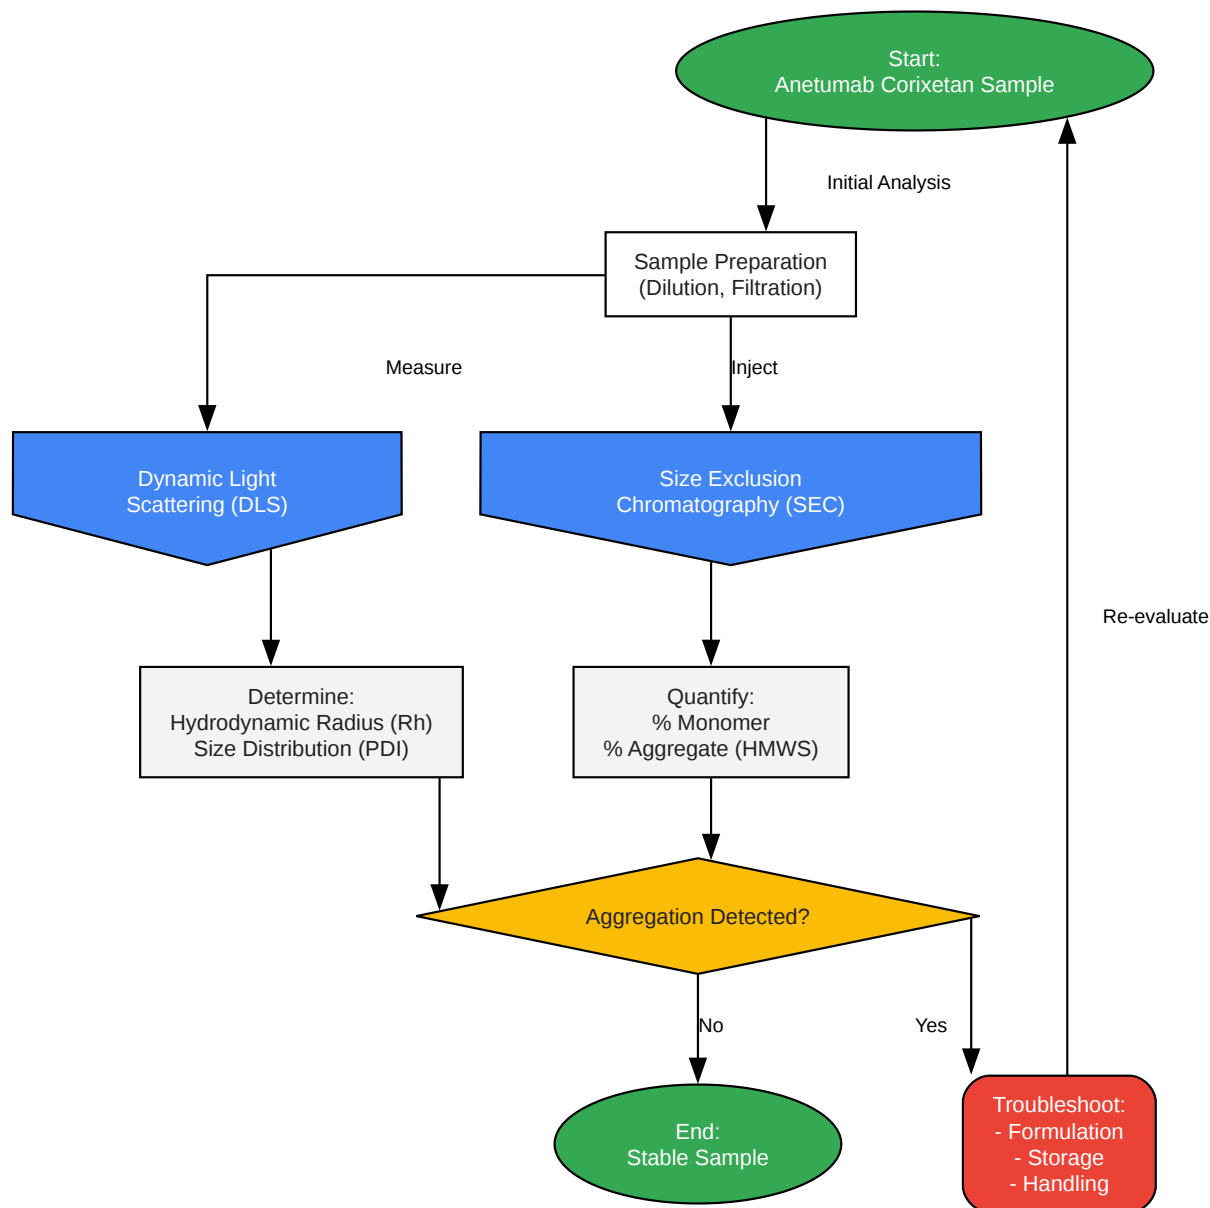 Start:
Anetumab Corixetan Sample
Initial Analysis
Sample Preparation
(Dilution, Filtration)
Measure
Inject
Dynamic Light
Scattering (DLS)
Size Exclusion
Chromatography (SEC)
Re-evaluate
Determine:
Hydrodynamic Radius (Rh)
Size Distribution (PDI)
Quantify:
% Monomer
% Aggregate (HMWS)
Aggregation Detected?
No
Yes
End:
Stable Sample
Troubleshoot:
- Formulation
- Storage
- Handling